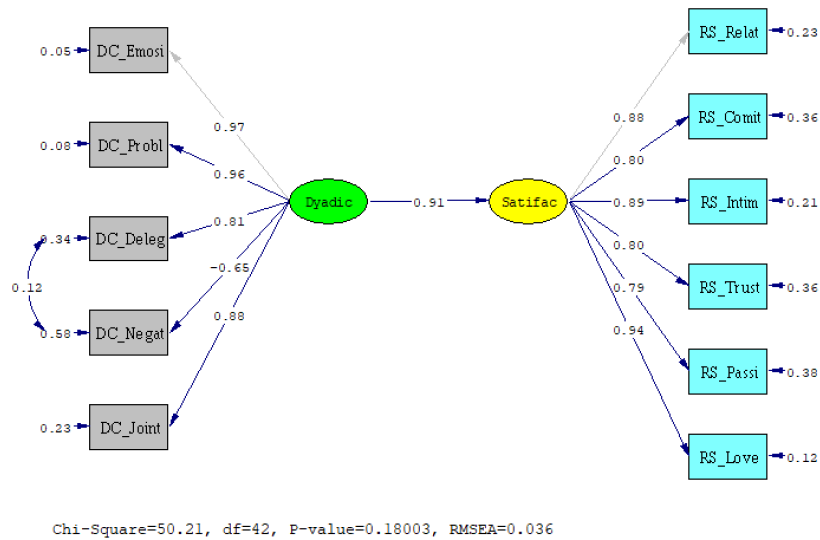 RS_Relat
0.23
0.05
DC_Emosi
0.88
0.97
RS_Comit
0.36
0.08
DC_Probl
0.80
0.96
Dyadic
0.91
Satifac
0.89
RS_Intim
0.21
0.81
0.34
DC_Deleg
0.80
-0.65
0.12
RS_Trust
0.36
0.79
0.88
0.58
DC_Negat
0.94
RS_Passi
0.38
0.23
DC_Joint
RS_Love
0.12
Chi-Square=50.21, df=42, P-value=0.18003, RMSEA=0.036